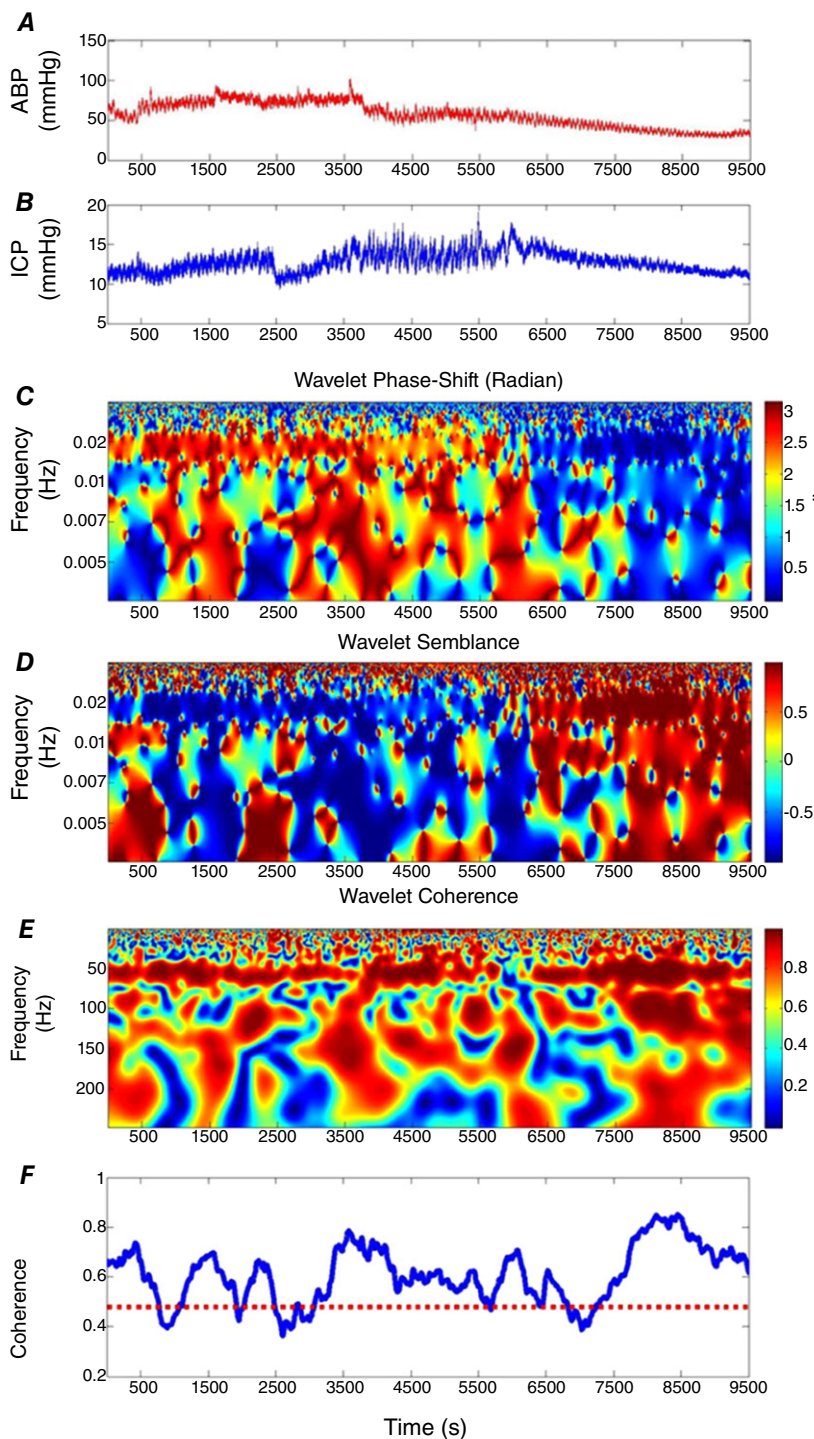 A
ABP
(mmHg)
150
100
50
0
500 1500 2500 3500 4500 5500 6500 7500 8500 9500
B
ICP
(mmHg)
20
15
10
5
500 1500 2500 3500 4500 5500 6500 7500 8500 9500
Wavelet Phase-Shift (Radian)
C
Frequency
(Hz)
0.02
0.01
0.007
0.005
3
2.5
2
1.5
1
0.5
500 1500 2500 3500 4500 5500 6500 7500 8500 9500
Wavelet Semblance
D
Frequency
(Hz)
0.02
0.01
0.007
0.005
0.5
0
-0.5
500 1500 2500 3500 4500 5500 6500 7500 8500 9500
Wavelet Coherence
E
Frequency
(Hz)
50
100
150
200
0.8
0.6
0.4
0.2
500 1500 2500 3500 4500 5500 6500 7500 8500 9500
F
Coherence
1
0.8
0.6
0.4
0.2
500 1500 2500 3500 4500 5500 6500 7500 8500 9500
Time (s)